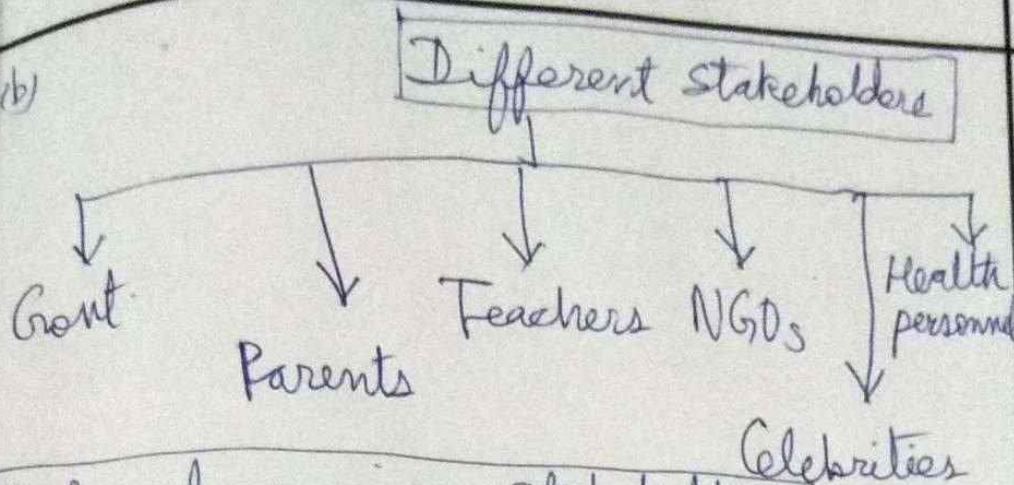 (b)
Different Stakeholders
Govt.
Parents
Teachers
NGOs
Health
personnel
Celebrities